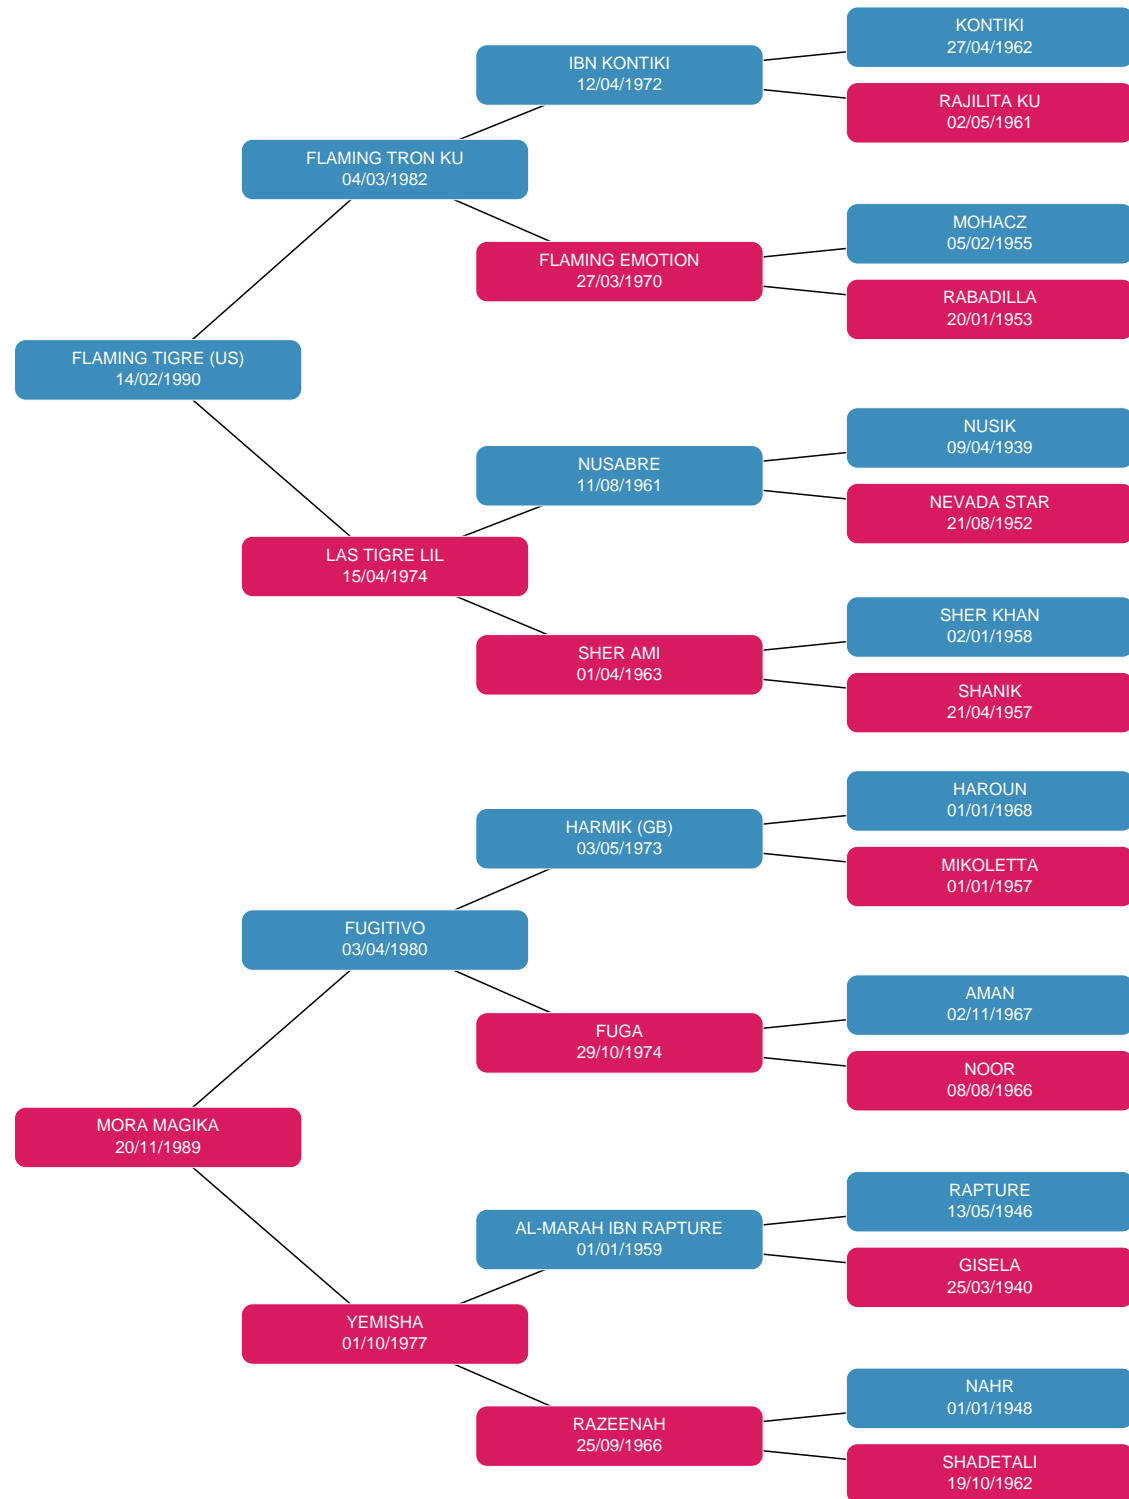 KONTIKI
27/04/1962
IBN KONTIKI
12/04/1972
RAJILITA KU
02/05/1961
FLAMING TRON KU
04/03/1982
MOHACZ
05/02/1955
FLAMING EMOTION
27/03/1970
RABADILLA
20/01/1953
FLAMING TIGRE (US)
14/02/1990
NUSIK
09/04/1939
NUSABRE
11/08/1961
NEVADA STAR
21/08/1952
LAS TIGRE LIL
15/04/1974
SHER KHAN
02/01/1958
SHER AMI
01/04/1963
SHANIK
21/04/1957
HAROUN
01/01/1968
HARMIK (GB)
03/05/1973
MIKOLETTA
01/01/1957
FUGITIVO
03/04/1980
AMAN
02/11/1967
FUGA
29/10/1974
NOOR
08/08/1966
MORA MAGIKA
20/11/1989
RAPTURE
13/05/1946
AL-MARAH IBN RAPTURE
01/01/1959
GISELA
25/03/1940
YEMISHA
01/10/1977
NAHR
01/01/1948
RAZEENAH
25/09/1966
SHADETALI
19/10/1962